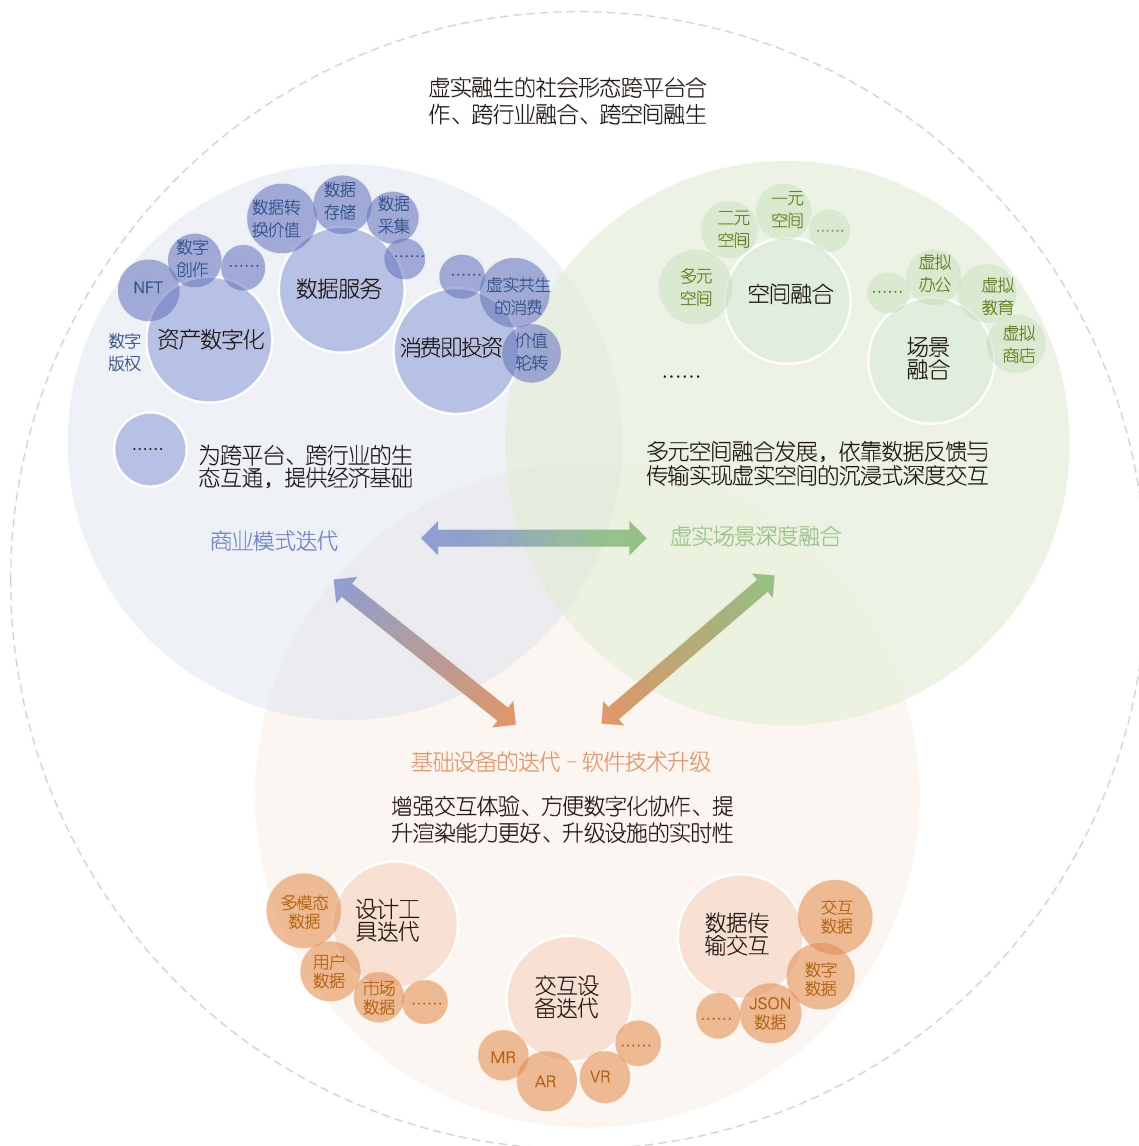 虚实融生的社会形态跨平台合
作、跨行业融合、跨空间融生
数据转
换价值
数据
存储
数据
采集
……
数据服务
数字
创作
……
NFT
数字
版权
资产数字化
……
虚实共生
的消费
价值
轮转
消费即投资
……
为跨平台、跨行业的生
态互通，提供经济基础
商业模式迭代
一元
空间
二元
空间
……
多元
空间
空间融合
虚拟
办公
……
虚拟
教育
虚拟
商店
场景
融合
……
多元空间融合发展，依靠数据反馈与
传输实现虚实空间的沉浸式深度交互
虚实场景深度融合
基础设备的迭代 – 软件技术升级
增强交互体验、方便数字化协作、提
升渲染能力更好、升级设施的实时性
设计工
具迭代
多模态
数据
用户
数据
市场
数据
……
交互设
备迭代
MR
AR
VR
……
数据传
输交互
交互
数据
数字
数据
JSON
数据
……